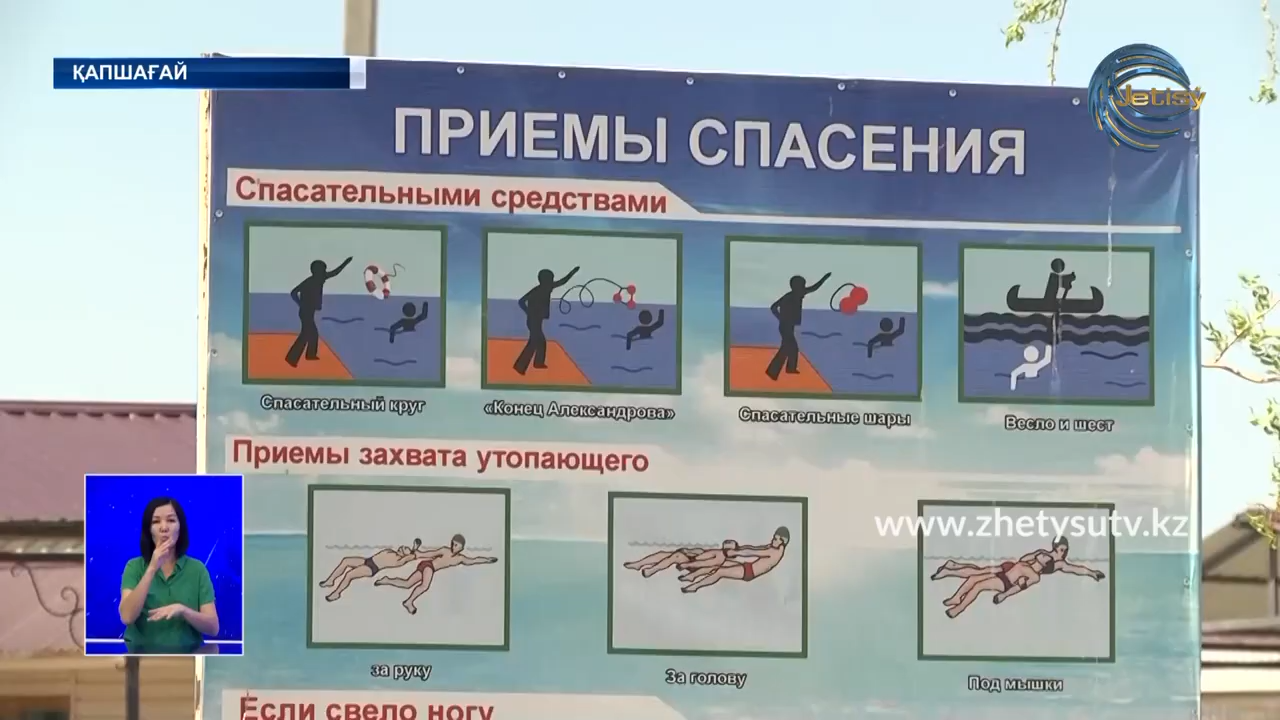 ҚАПШАҒАЙ
Jetisý
ПРИЕМЫ СПАСЕНИЯ
Спасательными средствами
Спасательный круг
«Конец Александрова»
Спасательные шары
Весло и шест
Приемы захвата утопающего
www.zhetysutv.kz
за руку
За голову
Под мышки
Если свело ногу